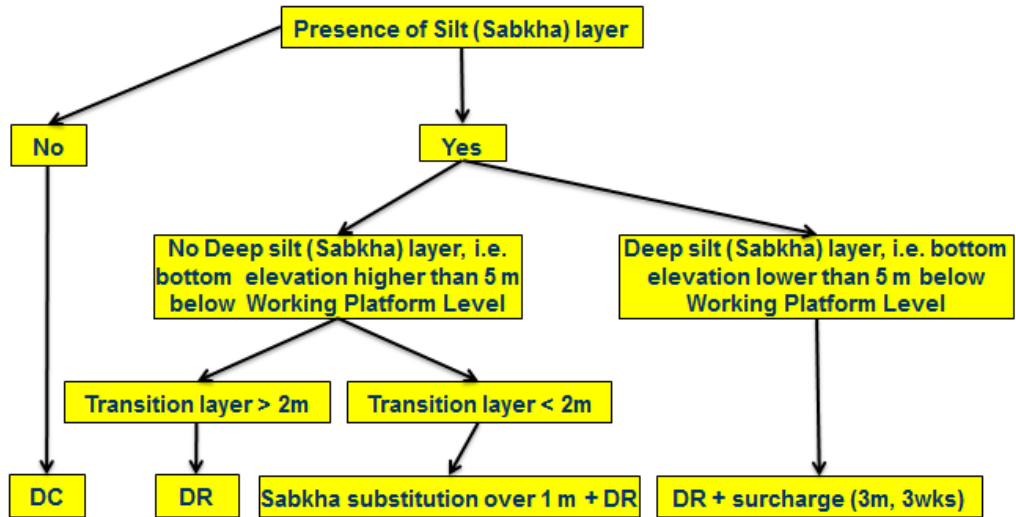 Presence of Silt (Sabkha) layer
No
Yes
No Deep silt (Sabkha) layer, i.e.
bottom elevation higher than 5 m
below Working Platform Level
Deep silt (Sabkha) layer, i.e. bottom
elevation lower than 5 m below
Working Platform Level
Transition layer > 2m
Transition layer < 2m
DC
DR
Sabkha substitution over 1 m + DR
DR + surcharge (3m, 3wks)